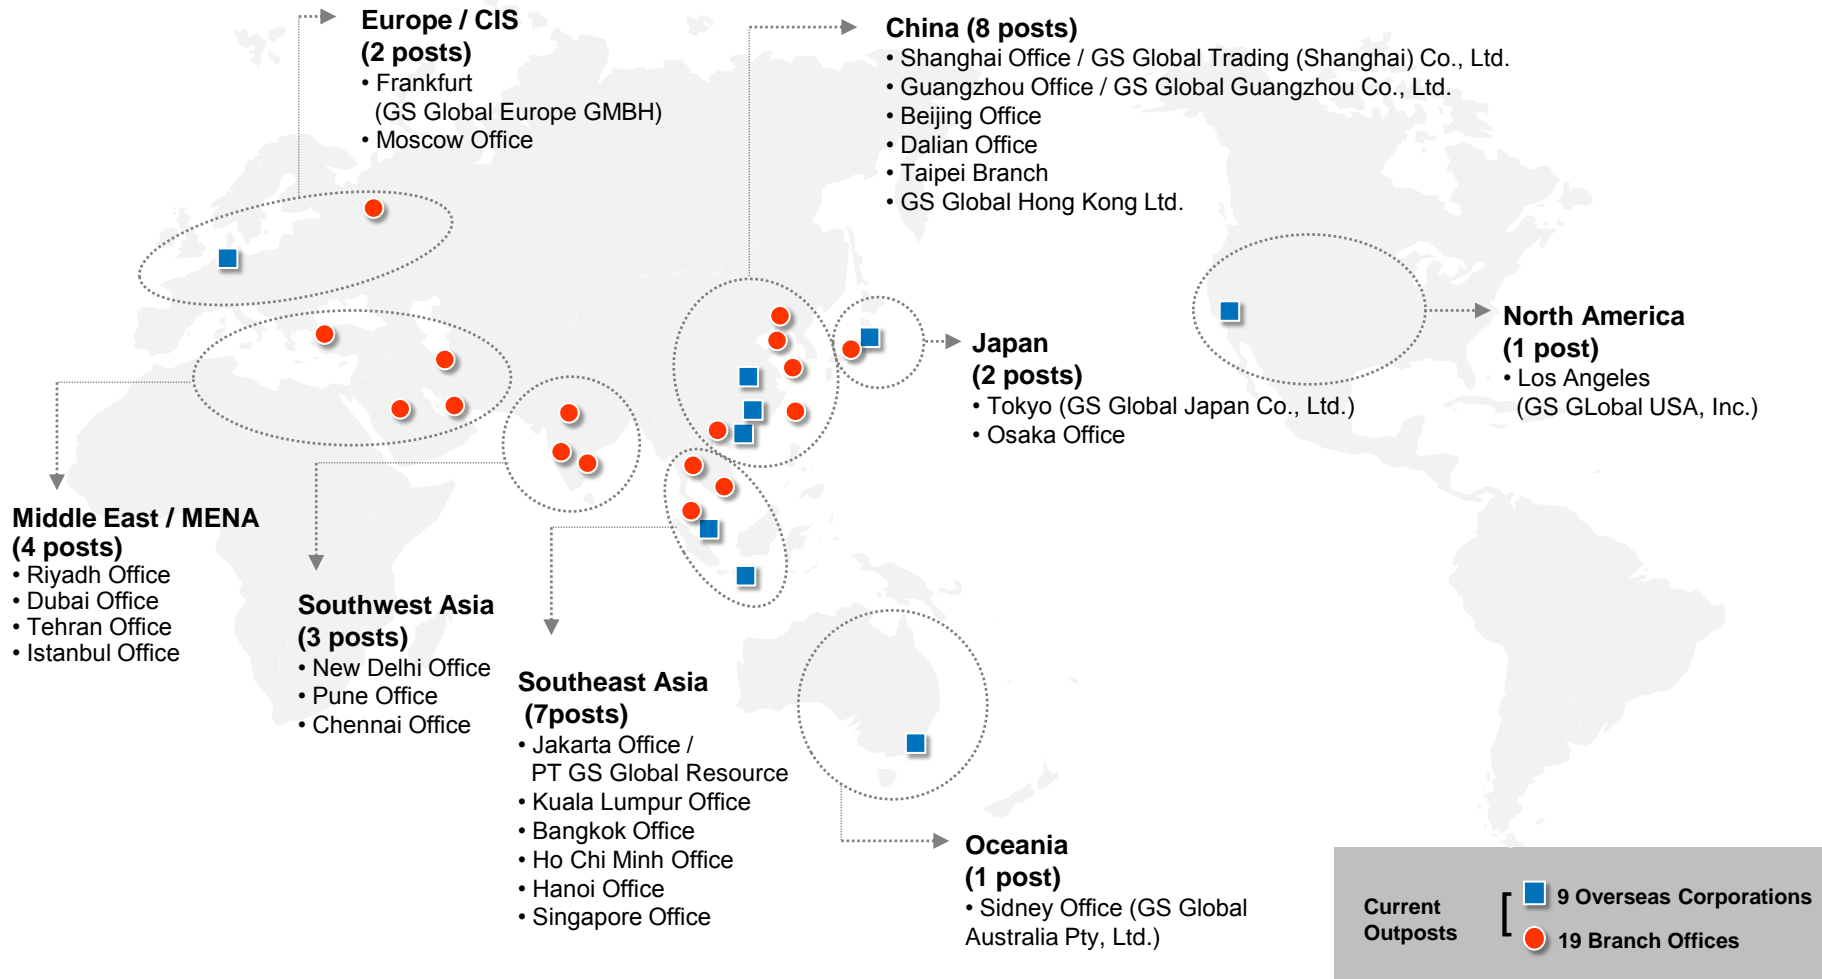 Europe / CIS
(2 posts)
• Frankfurt
(GS Global Europe GMBH)
• Moscow Office
China (8 posts)
• Shanghai Office / GS Global Trading (Shanghai) Co., Ltd.
• Guangzhou Office / GS Global Guangzhou Co., Ltd.
• Beijing Office
• Dalian Office
• Taipei Branch
• GS Global Hong Kong Ltd.
North America
(1 post)
• Los Angeles
(GS GLobal USA, Inc.)
Japan
(2 posts)
• Tokyo (GS Global Japan Co., Ltd.)
• Osaka Office
Middle East / MENA
(4 posts)
• Riyadh Office
• Dubai Office
• Tehran Office
• Istanbul Office
Southwest Asia
(3 posts)
• New Delhi Office
• Pune Office
• Chennai Office
Southeast Asia
(7posts)
• Jakarta Office /
PT GS Global Resource
• Kuala Lumpur Office
• Bangkok Office
• Ho Chi Minh Office
• Hanoi Office
• Singapore Office
Oceania
(1 post)
• Sidney Office (GS Global
Australia Pty, Ltd.)
Current
Outposts
9 Overseas Corporations
19 Branch Offices